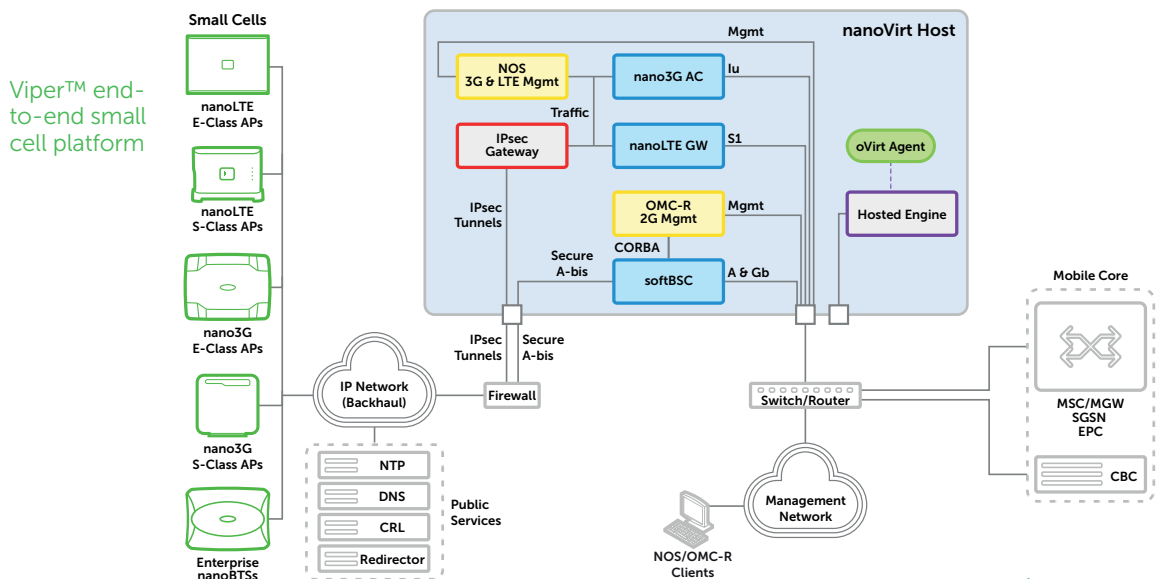 Viper™ end-
to-end small
cell platform
Small Cells
nanoLTE
E-Class APs
nanoLTE
S-Class APs
nano3G
E-Class APs
nano3G
S-Class APs
Enterprise
nanoBTSs
nanoVirt Host
Mgmt
NOS
3G & LTE Mgmt
nano3G AC
Iu
Traffic
IPsec
Gateway
nanoLTE GW
S1
oVirt Agent
IPsec
Tunnels
OMC-R
2G Mgmt
Mgmt
Hosted Engine
CORBA
Secure
A-bis
softBSC
A & Gb
IPsec
Tunnels
Secure
A-bis
IP Network
(Backhaul)
Firewall
Switch/Router
Mobile Core
MSC/MGW
SGSN
EPC
CBC
NTP
DNS
CRL
Redirector
Public
Services
Management
Network
NOS/OMC-R
Clients